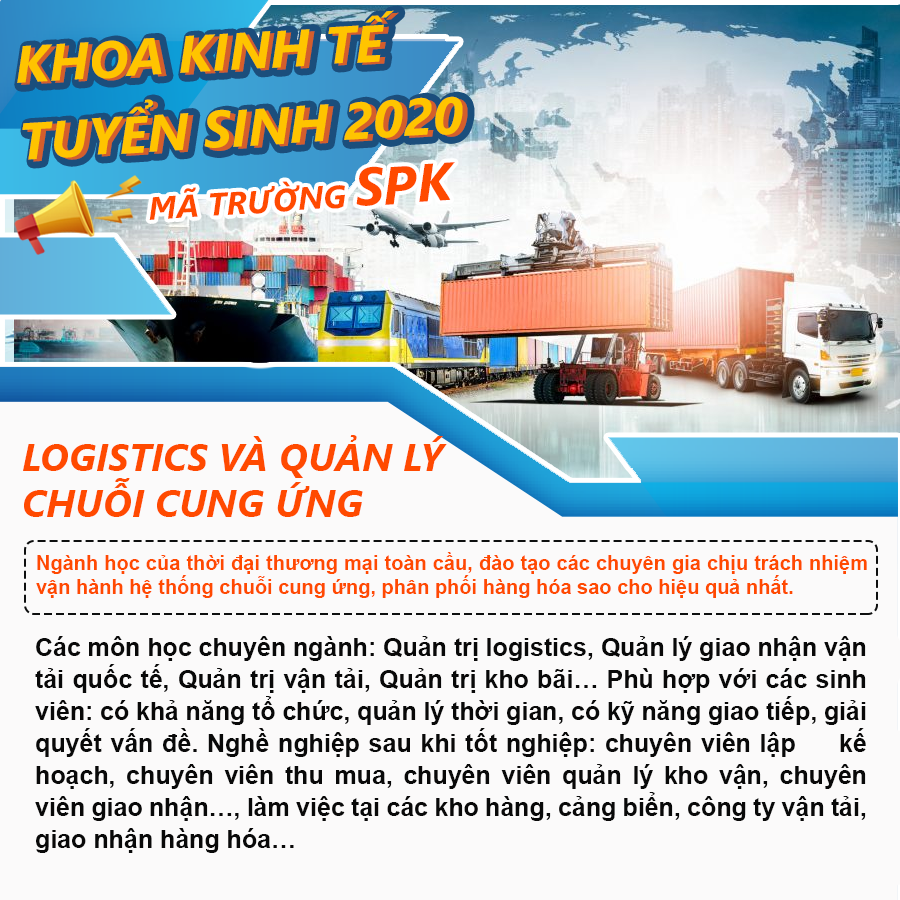 KHOA KINH TẾ
TUYỂN SINH 2020
MÃ TRƯỜNG SPK
LOGISTICS VÀ QUẢN LÝ
CHUỖI CUNG ỨNG
Ngành học của thời đại thương mại toàn cầu, đào tạo các chuyên gia chịu trách nhiệm
vận hành hệ thống chuỗi cung ứng, phân phối hàng hóa sao cho hiệu quả nhất.
Các môn học chuyên ngành: Quản trị logistics, Quản lý giao nhận vận
tải quốc tế, Quản trị vận tải, Quản trị kho bãi… Phù hợp với các sinh
viên: có khả năng tổ chức, quản lý thời gian, có kỹ năng giao tiếp, giải
quyết vấn đề. Nghề nghiệp sau khi tốt nghiệp: chuyên viên lập kế
hoạch, chuyên viên thu mua, chuyên viên quản lý kho vận, chuyên
viên giao nhận…, làm việc tại các kho hàng, cảng biển, công ty vận tải,
giao nhận hàng hóa…